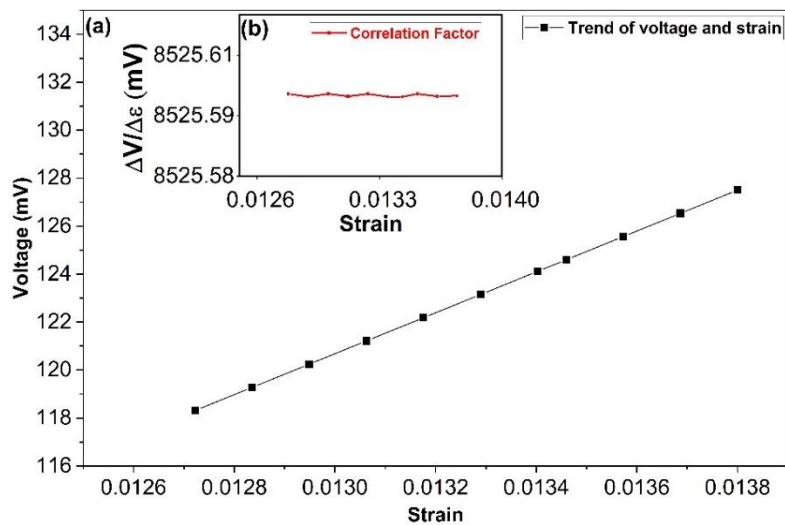 (a)
Trend of voltage and strain
Voltage (mV)
134
132
130
128
126
124
122
120
118
116
0.0126
0.0128
0.0130
0.0132
0.0134
0.0136
0.0138
Strain
(b)
Correlation Factor
ΔV/Δε (mV)
8525.61
8525.59
8525.58
0.0126
0.0133
0.0140
Strain